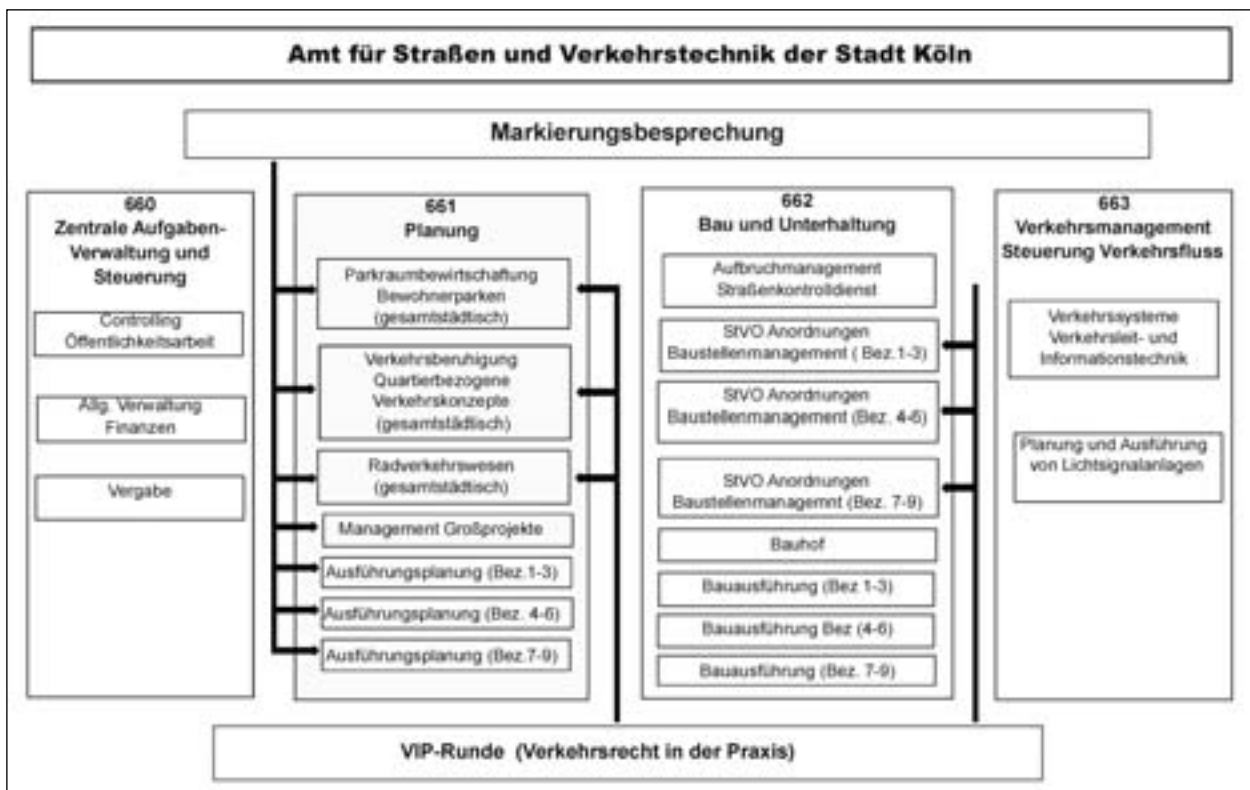 Amt für Straßen und Verkehrstechnik der Stadt Köln
Markierungsbesprechung
660
Zentrale Aufgaben-
Verwaltung und
Steuerung
Controlling
Öffentlichkeitsarbeit
Allg. Verwaltung
Finanzen
Vergabe
661
Planung
Parkraumbewirtschaftung
Bewohnerparken
(gesamtstädtisch)
Verkehrsberuhigung
Quartierbezogene
Verkehrskonzepte
(gesamtstädtisch)
Radverkehrswesen
(gesamtstädtisch)
Management Großprojekte
Ausführungsplanung (Bez.1-3)
Ausführungsplanung (Bez. 4-6)
Ausführungsplanung (Bez.7-9)
662
Bau und Unterhaltung
Aufbruchmanagement
Straßenkontrolldienst
StVO Anordnungen
Baustellenmanagement ( Bez.1-3)
StVO Anordnungen
Baustellenmanagement (Bez. 4-6)
StVO Anordnungen
Baustellenmanagemnt (Bez. 7-9)
Bauhof
Bauausführung (Bez 1-3)
Bauausführung Bez (4-6)
Bauausführung (Bez. 7-9)
663
Verkehrsmanagement
Steuerung Verkehrsfluss
Verkehrssysteme
Verkehrsleit- und
Informationstechnik
Planung und Ausführung
von Lichtsignalanlagen
VIP-Runde (Verkehrsrecht in der Praxis)